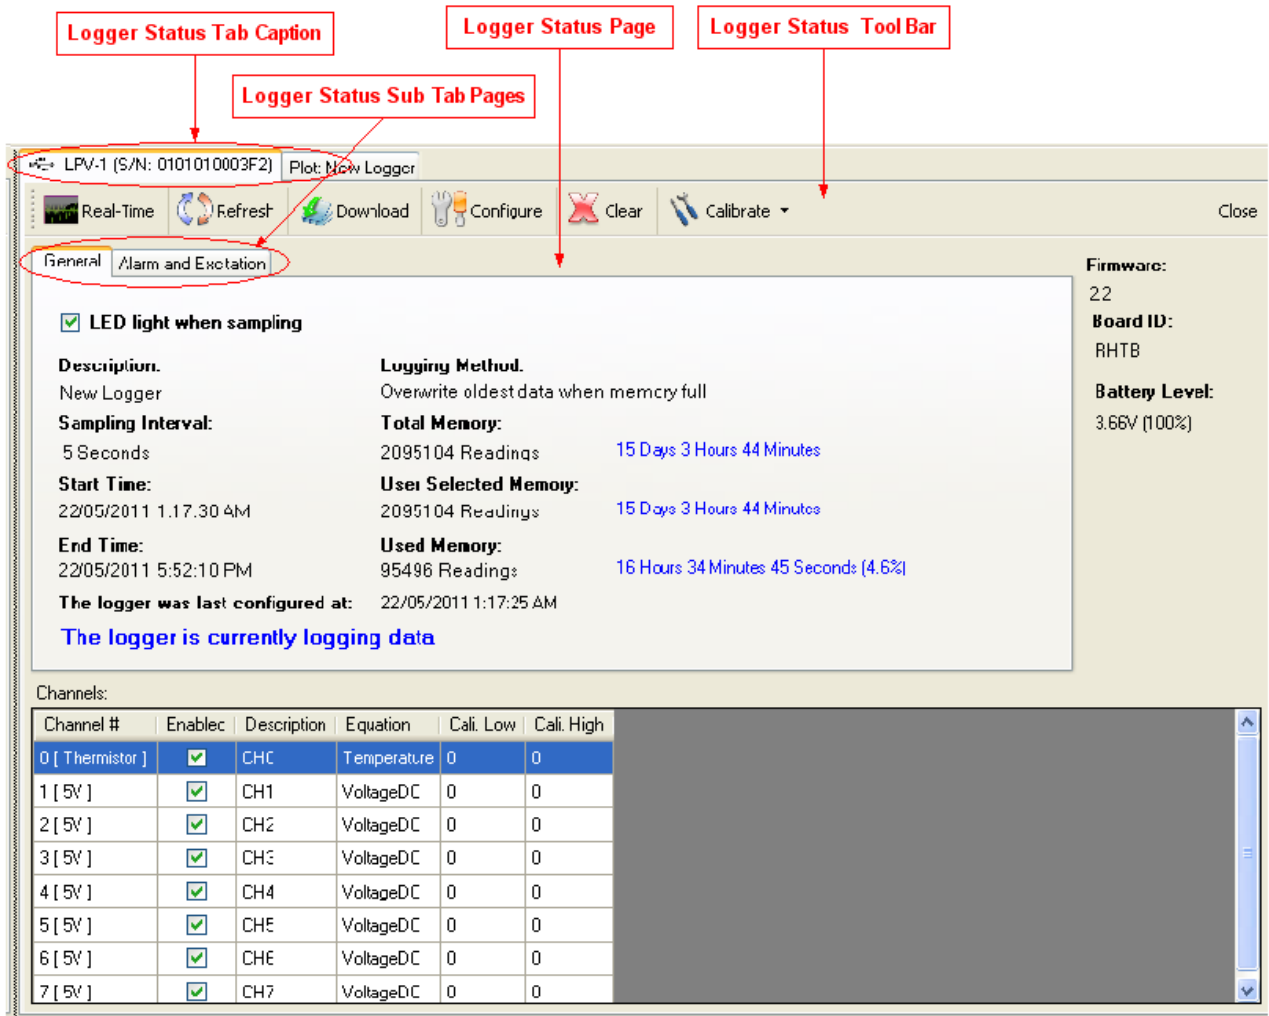 Logger Status Tab Caption
Logger Status Page
Logger Status Tool Bar
Logger Status Sub Tab Pages
LPV-1 (S/N: 0101010003F2)
Plot: New Logger
Real-Time
Refresh
Download
Configure
Clear
Calibrate
Close
General
Alarm and Excitation
Firmware:
2.2
Board ID:
RHTB
Battery Level:
3.66V (100%)
LED light when sampling
Description:
Logging Method:
New Logger
Overwrite oldest data when memory full
Sampling Interval:
Total Memory:
5 Seconds
2095104 Readings
15 Days 3 Hours 44 Minutes
Start Time:
User Selected Memory:
22/05/2011 1:17:30 AM
2095104 Readings
15 Days 3 Hours 44 Minutes
End Time:
Used Memory:
22/05/2011 5:52:10 PM
95496 Readings
16 Hours 34 Minutes 45 Seconds (4.6%)
The logger was last configured at: 22/05/2011 1:17:25 AM
The logger is currently logging data
Channels:
Channel # Enabled Description Equation Cali. Low Cali. High
0 [ Thermistor ] CH0 Temperature 0 0
1 [ 5V ] CH1 VoltageDC 0 0
2 [ 5V ] CH2 VoltageDC 0 0
3 [ 5V ] CH3 VoltageDC 0 0
4 [ 5V ] CH4 VoltageDC 0 0
5 [ 5V ] CH5 VoltageDC 0 0
6 [ 5V ] CH6 VoltageDC 0 0
7 [ 5V ] CH7 VoltageDC 0 0